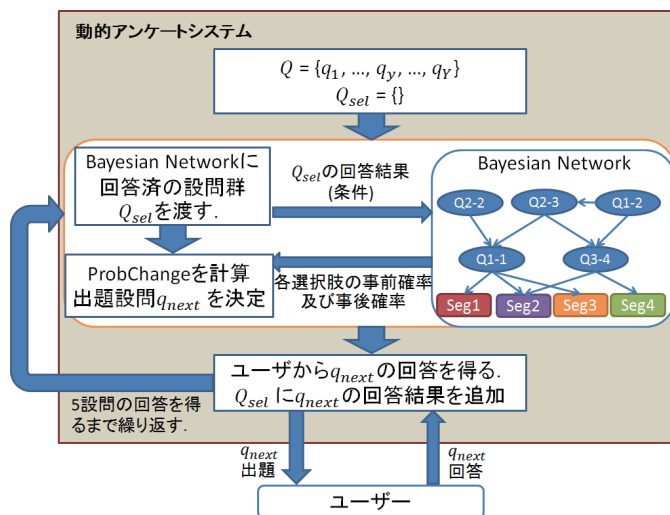 動的アンケートシステム
Q = {q1, …, qy, …, qY}
Qsel = {}
Bayesian Networkに
回答済の設問群
Qselを渡す.
Qselの回答結果
(条件)
Bayesian Network
Q2-2
Q2-3
Q1-2
Q1-1
Q3-4
Seg1
Seg2
Seg3
Seg4
ProbChangeを計算
出題設問qnext を決定
各選択肢の事前確率
及び事後確率
ユーザからqnext の回答を得る.
Qsel にqnext の回答結果を追加
5設問の回答を得
るまで繰り返す.
qnext
出題
qnext
回答
ユーザー